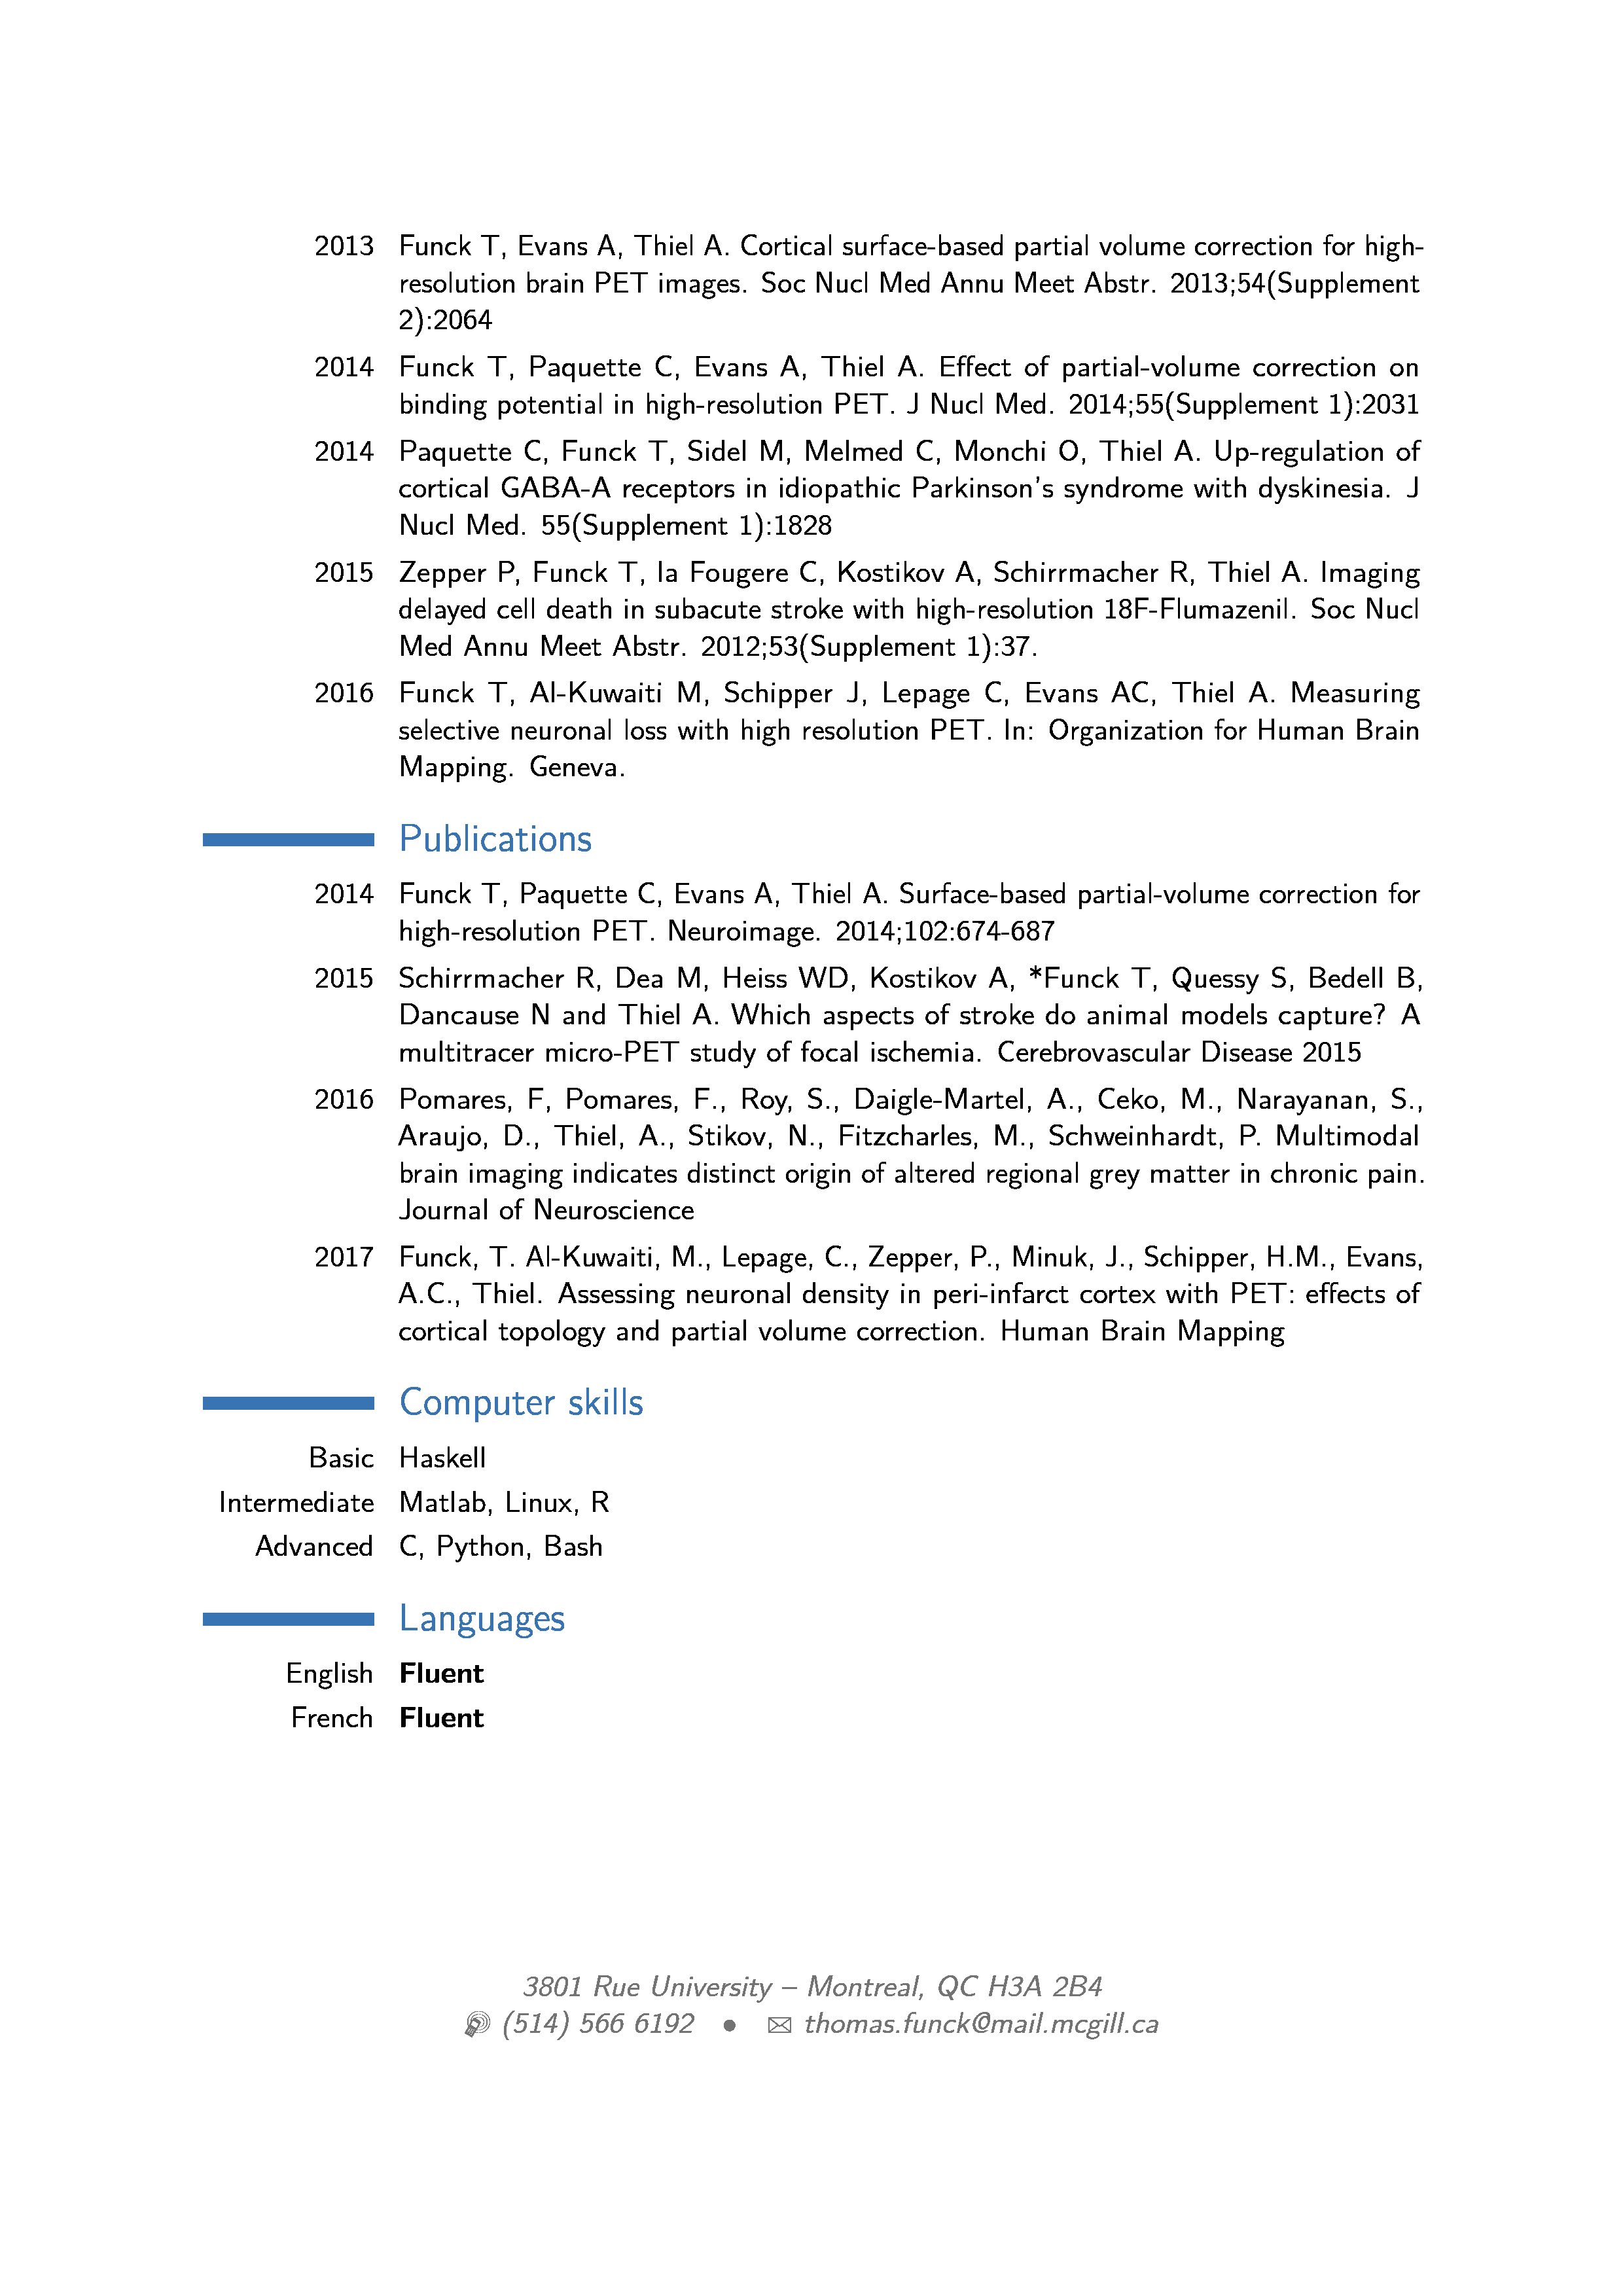 2013 Funck T, Evans A, Thiel A. Cortical surface-based partial volume correction for high-
resolution brain PET images. Soc Nucl Med Annu Meet Abstr. 2013;54(Supplement
2):2064
2014 Funck T, Paquette C, Evans A, Thiel A. Effect of partial-volume correction on
binding potential in high-resolution PET. J Nucl Med. 2014;55(Supplement 1):2031
2014 Paquette C, Funck T, Sidel M, Melmed C, Monchi O, Thiel A. Up-regulation of
cortical GABA-A receptors in idiopathic Parkinson's syndrome with dyskinesia. J
Nucl Med. 55(Supplement 1):1828
2015 Zepper P, Funck T, la Fougere C, Kostikov A, Schirrmacher R, Thiel A. Imaging
delayed cell death in subacute stroke with high-resolution 18F-Flumazenil. Soc Nucl
Med Annu Meet Abstr. 2012;53(Supplement 1):37.
2016 Funck T, Al-Kuwaiti M, Schipper J, Lepage C, Evans AC, Thiel A. Measuring
selective neuronal loss with high resolution PET. In: Organization for Human Brain
Mapping. Geneva.
Publications
2014 Funck T, Paquette C, Evans A, Thiel A. Surface-based partial-volume correction for
high-resolution PET. Neuroimage. 2014;102:674-687
2015 Schirrmacher R, Dea M, Heiss WD, Kostikov A, *Funck T, Quessy S, Bedell B,
Dancause N and Thiel A. Which aspects of stroke do animal models capture? A
multitracer micro-PET study of focal ischemia. Cerebrovascular Disease 2015
2016 Pomares, F, Pomares, F., Roy, S., Daigle-Martel, A., Ceko, M., Narayanan, S.,
Araujo, D., Thiel, A., Stikov, N., Fitzcharles, M., Schweinhardt, P. Multimodal
brain imaging indicates distinct origin of altered regional grey matter in chronic pain.
Journal of Neuroscience
2017 Funck, T. Al-Kuwaiti, M., Lepage, C., Zepper, P., Minuk, J., Schipper, H.M., Evans,
A.C., Thiel. Assessing neuronal density in peri-infarct cortex with PET: effects of
cortical topology and partial volume correction. Human Brain Mapping
Computer skills
Basic Haskell
Intermediate Matlab, Linux, R
Advanced C, Python, Bash
Languages
English Fluent
French Fluent
3801 Rue University – Montreal, QC H3A 2B4
(514) 566 6192 • thomas.funck@mail.mcgill.ca